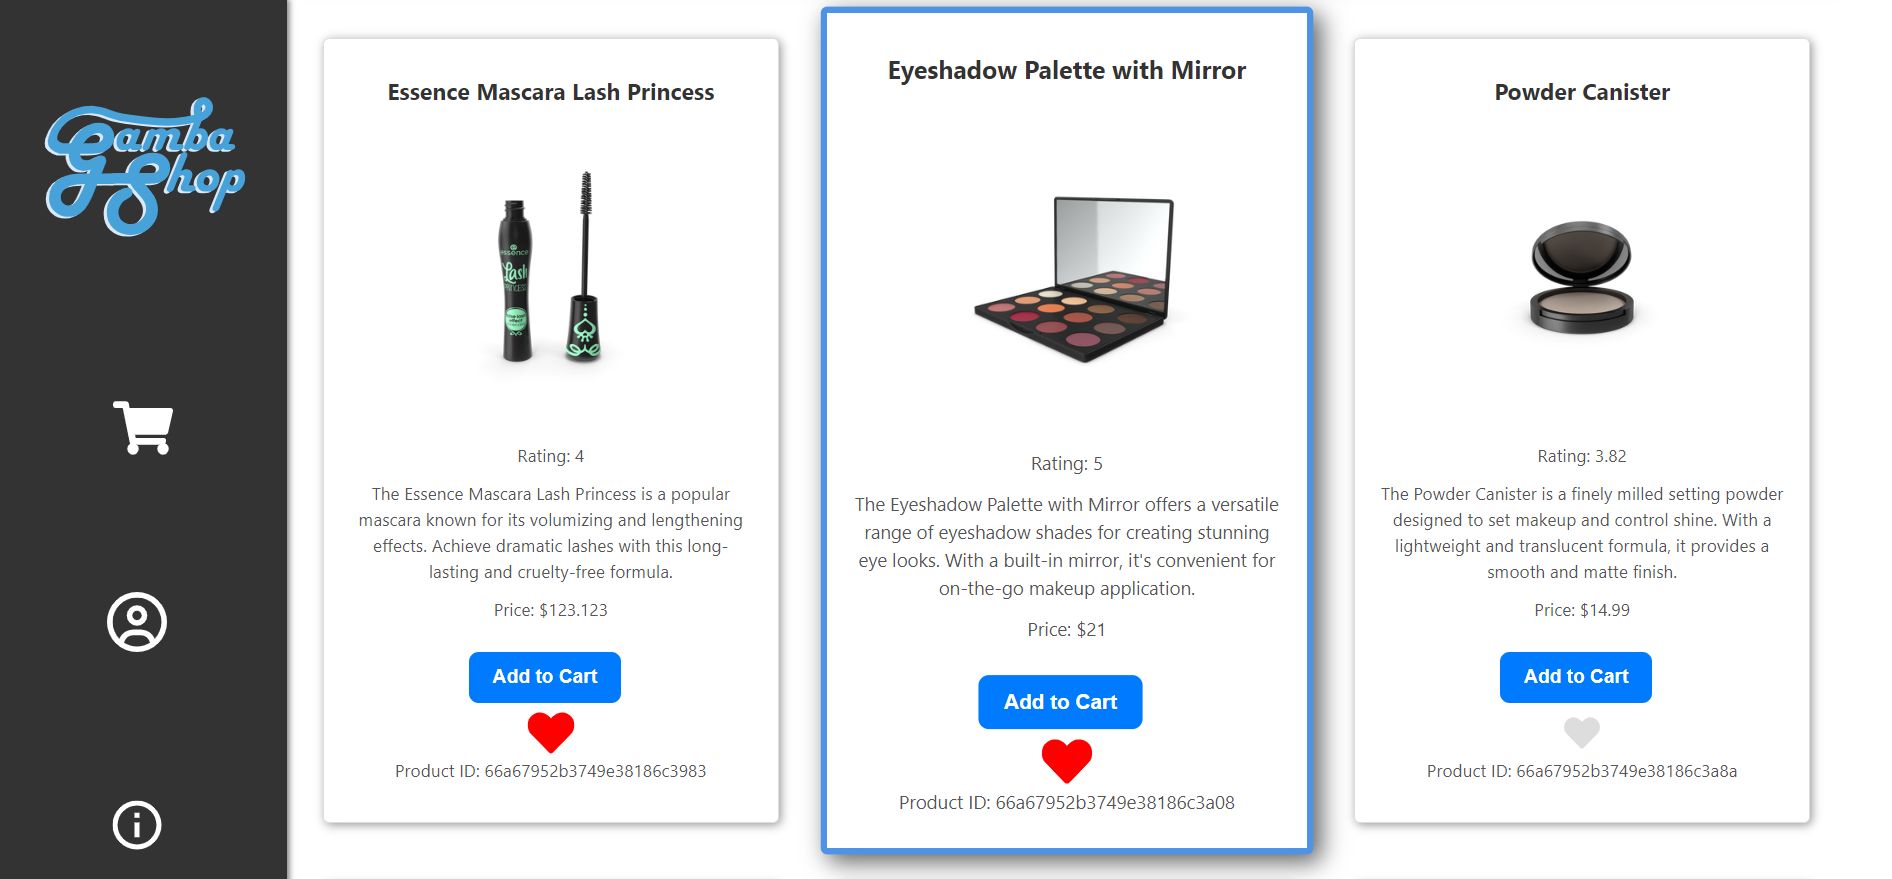 Gamba
Shop
Essence Mascara Lash Princess
essence
Lash
PRINCESS
Rating: 4
The Essence Mascara Lash Princess is a popular
mascara known for its volumizing and lengthening
effects. Achieve dramatic lashes with this long-
lasting and cruelty-free formula.
Price: $123.123
Add to Cart
Product ID: 66a67952b3749e38186c3983
Eyeshadow Palette with Mirror
Rating: 5
The Eyeshadow Palette with Mirror offers a versatile
range of eyeshadow shades for creating stunning
eye looks. With a built-in mirror, it's convenient for
on-the-go makeup application.
Price: $21
Add to Cart
Product ID: 66a67952b3749e38186c3a08
Powder Canister
Rating: 3.82
The Powder Canister is a finely milled setting powder
designed to set makeup and control shine. With a
lightweight and translucent formula, it provides a
smooth and matte finish.
Price: $14.99
Add to Cart
Product ID: 66a67952b3749e38186c3a8a